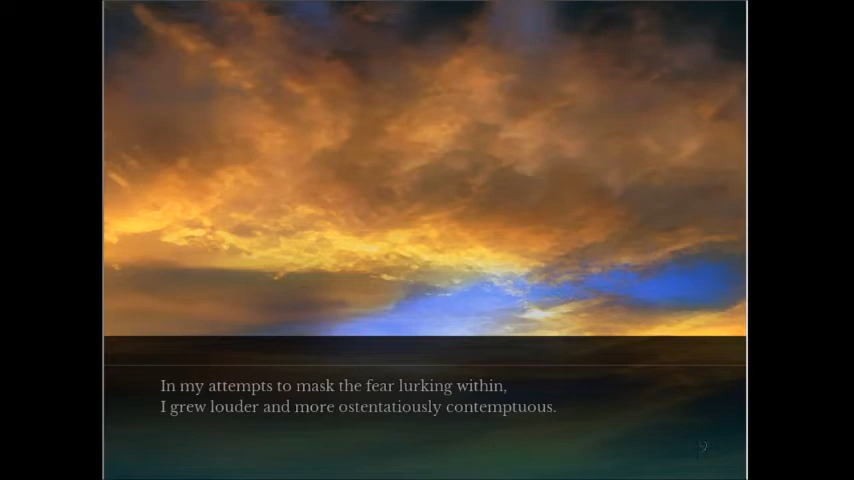 In my attempts to mask the fear lurking within,
I grew louder and more ostentatiously contemptuous.